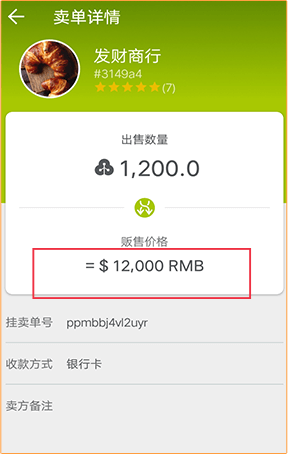 卖单详情
发财商行
#3149a4
(7)
出售数量
1,200.0
贩售价格
= $ 12,000 RMB
挂卖单号 ppmbbj4vl2uyr
收款方式 银行卡
卖方备注